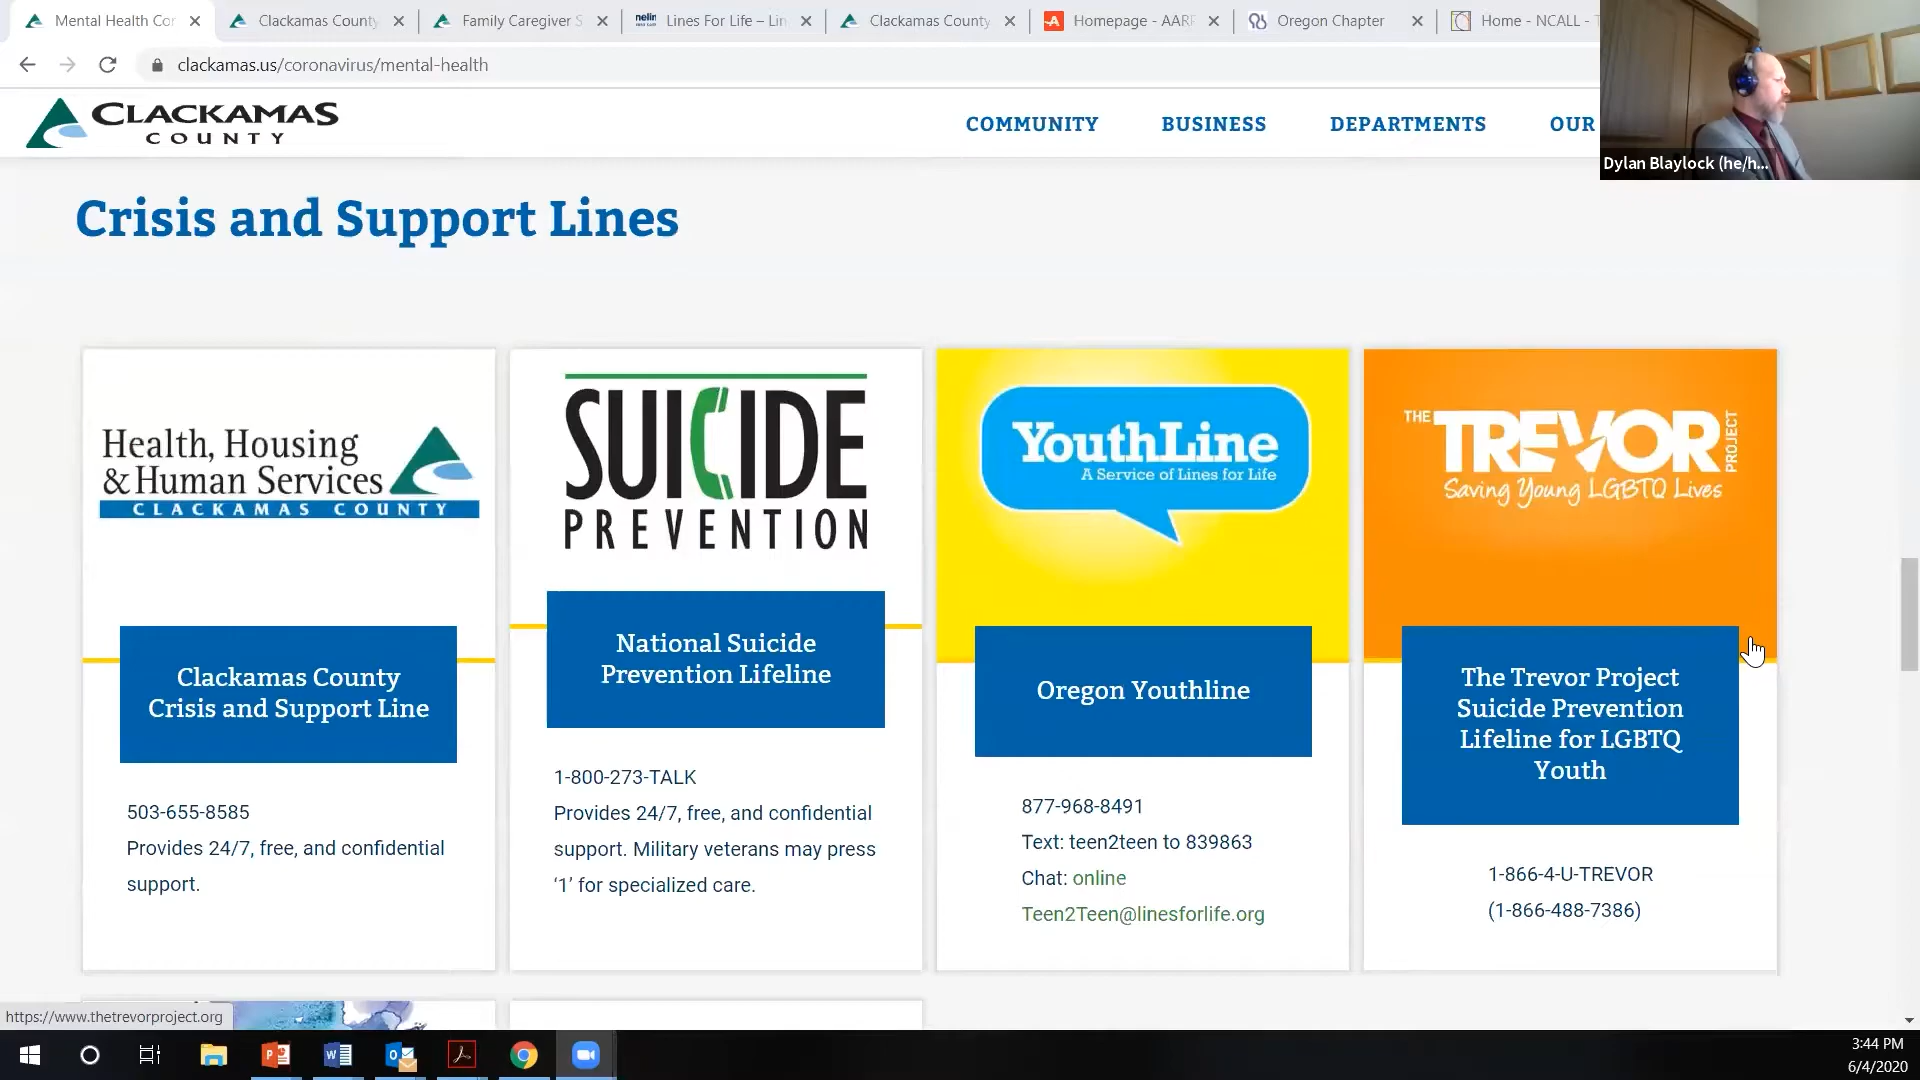 Mental Health Cor
Clackamas County
Family Caregiver S
Lines For Life – Lin
Clackamas County
Homepage - AARP
Oregon Chapter
Home - NCALL - T
clackamas.us/coronavirus/mental-health
CLACKAMAS
COUNTY
COMMUNITY
BUSINESS
DEPARTMENTS
OUR
Dylan Blaylock (he/h...
Crisis and Support Lines
Health, Housing
& Human Services
CLACKAMAS COUNTY
Clackamas County
Crisis and Support Line
503-655-8585
Provides 24/7, free, and confidential
support.
SUICIDE
PREVENTION
National Suicide
Prevention Lifeline
1-800-273-TALK
Provides 24/7, free, and confidential
support. Military veterans may press
‘1’ for specialized care.
YouthLine
A Service of Lines for Life
Oregon Youthline
877-968-8491
Text: teen2teen to 839863
Chat: online
Teen2Teen@linesforlife.org
THE TREVOR PROJECT
Saving Young LGBTQ Lives
The Trevor Project
Suicide Prevention
Lifeline for LGBTQ
Youth
1-866-4-U-TREVOR
(1-866-488-7386)
https://www.thetrevorproject.org
3:44 PM
6/4/2020